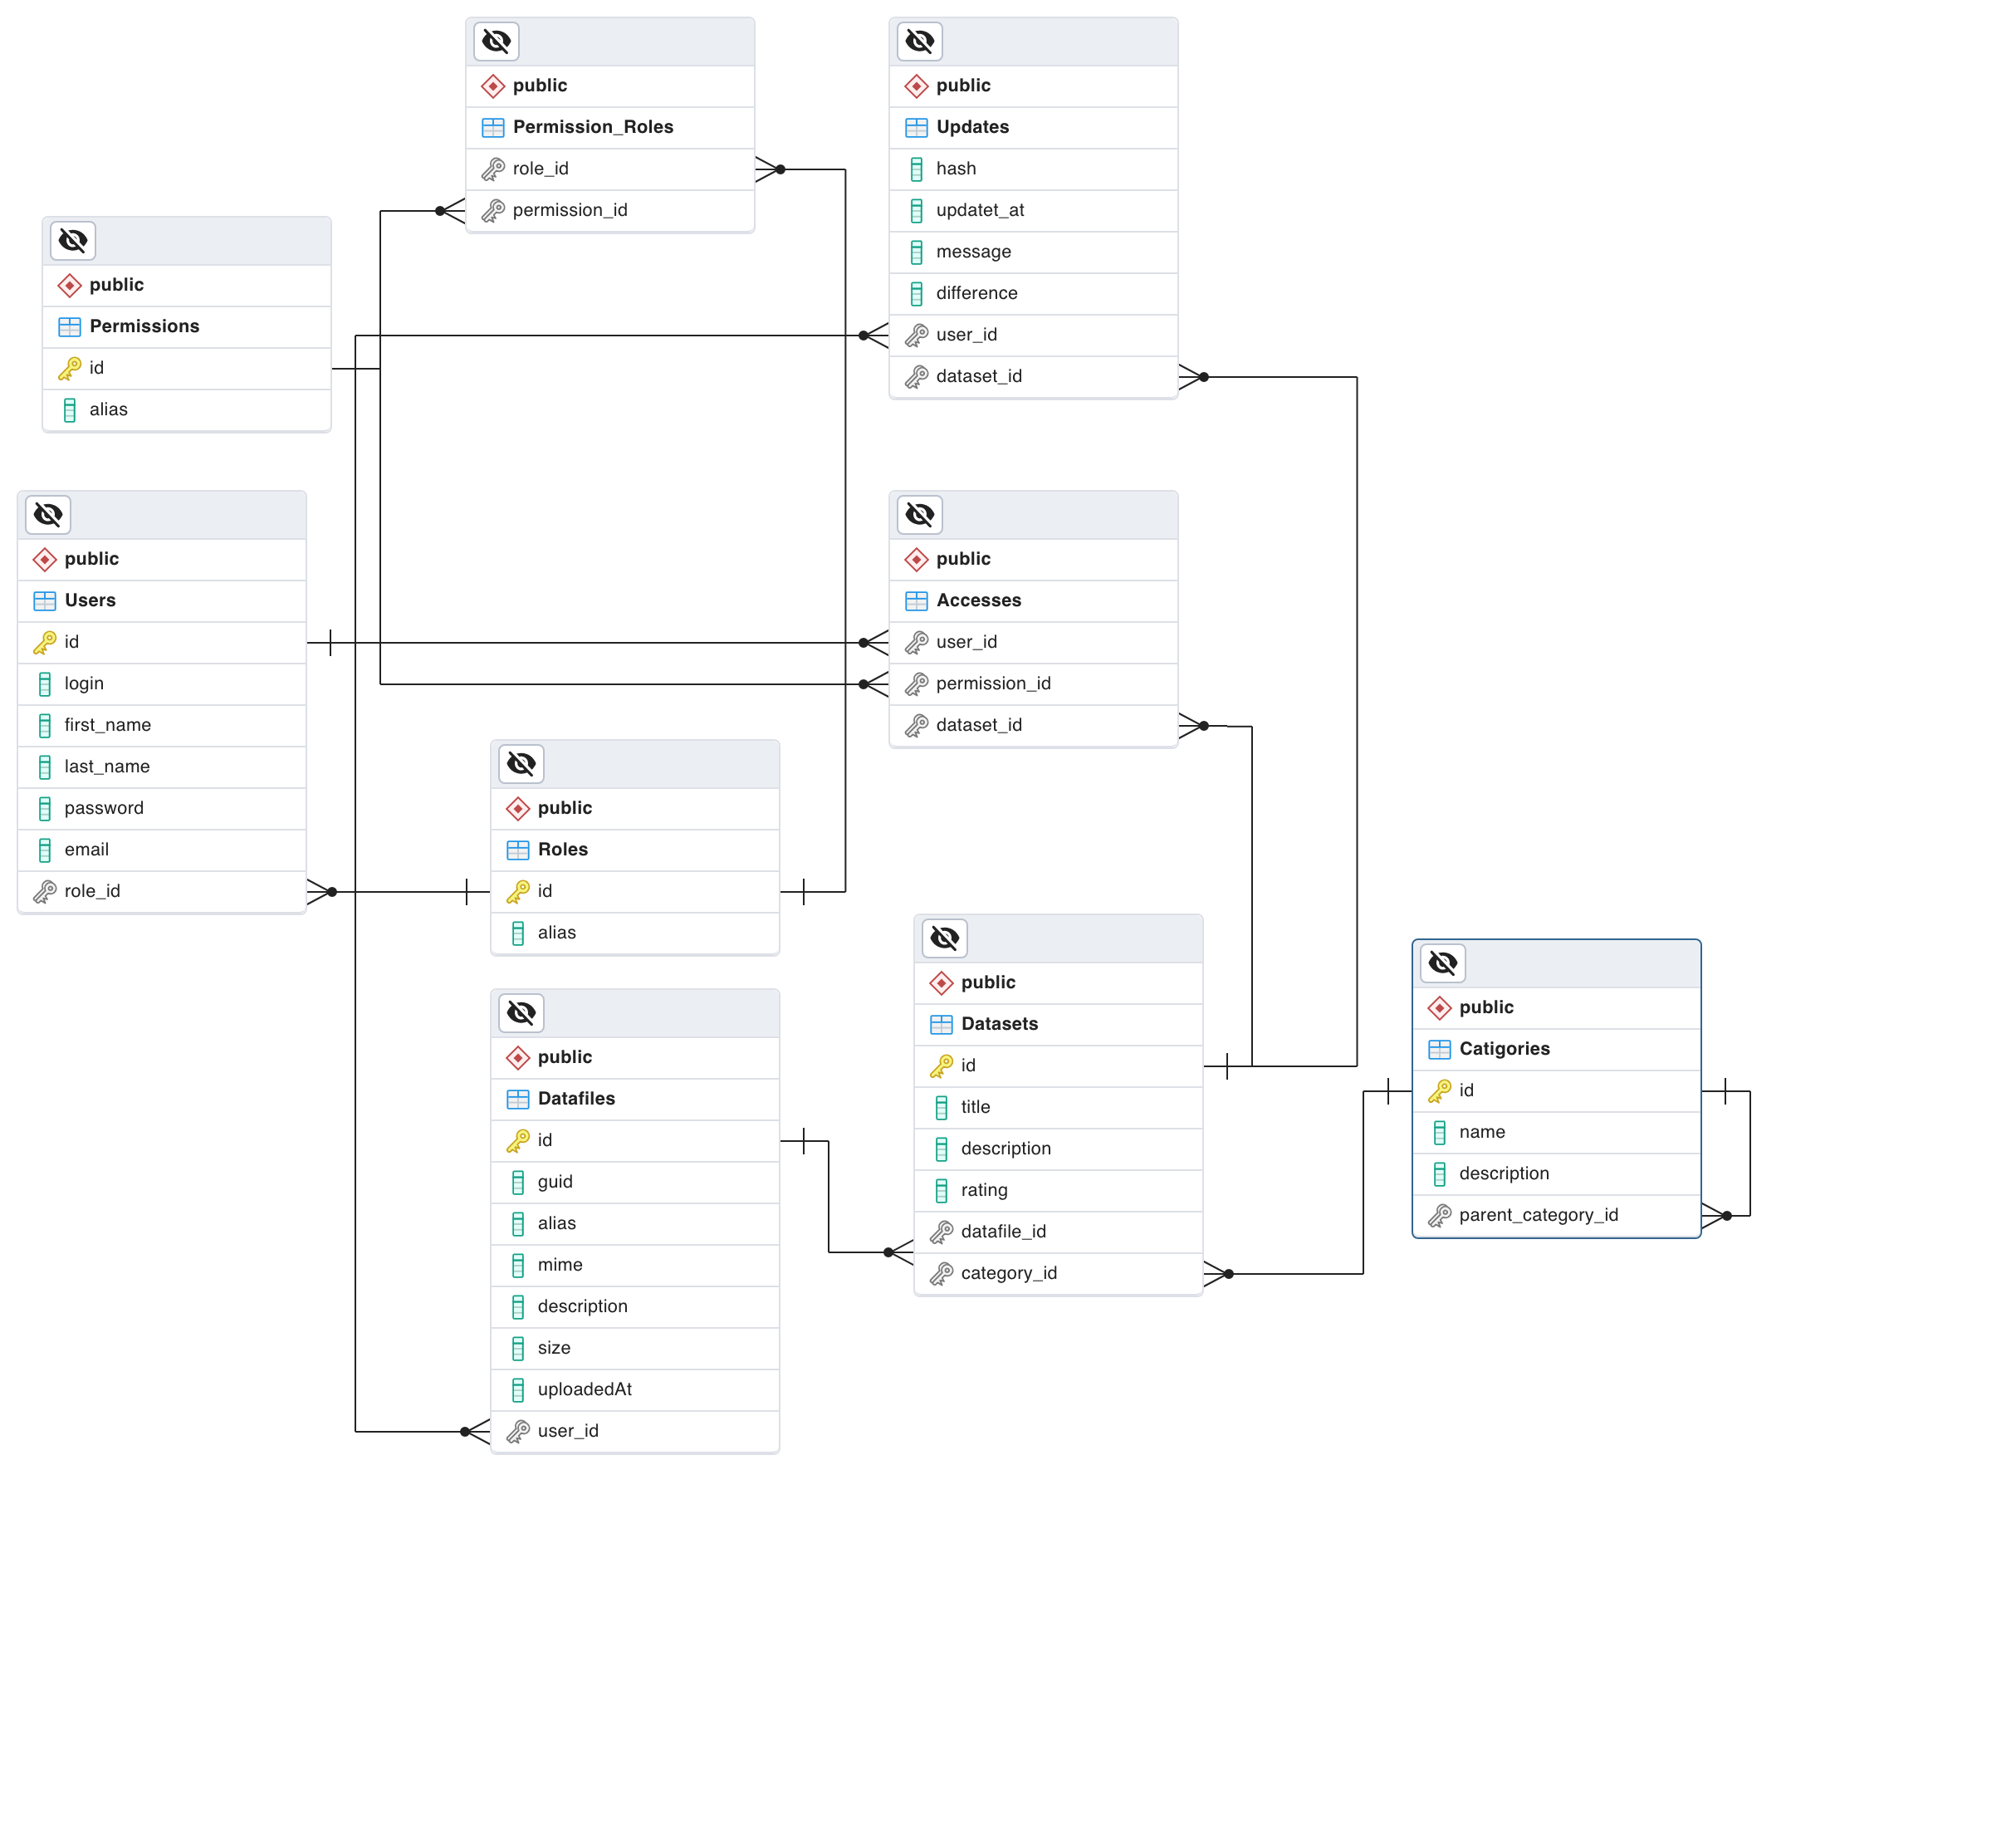 public
Permission_Roles
role_id
permission_id
public
Updates
hash
updatet_at
message
difference
user_id
dataset_id
public
Permissions
id
alias
public
Users
id
login
first_name
last_name
password
email
role_id
public
Accesses
user_id
permission_id
dataset_id
public
Roles
id
alias
public
Datafiles
id
guid
alias
mime
description
size
uploadedAt
user_id
public
Datasets
id
title
description
rating
datafile_id
category_id
public
Catigories
id
name
description
parent_category_id